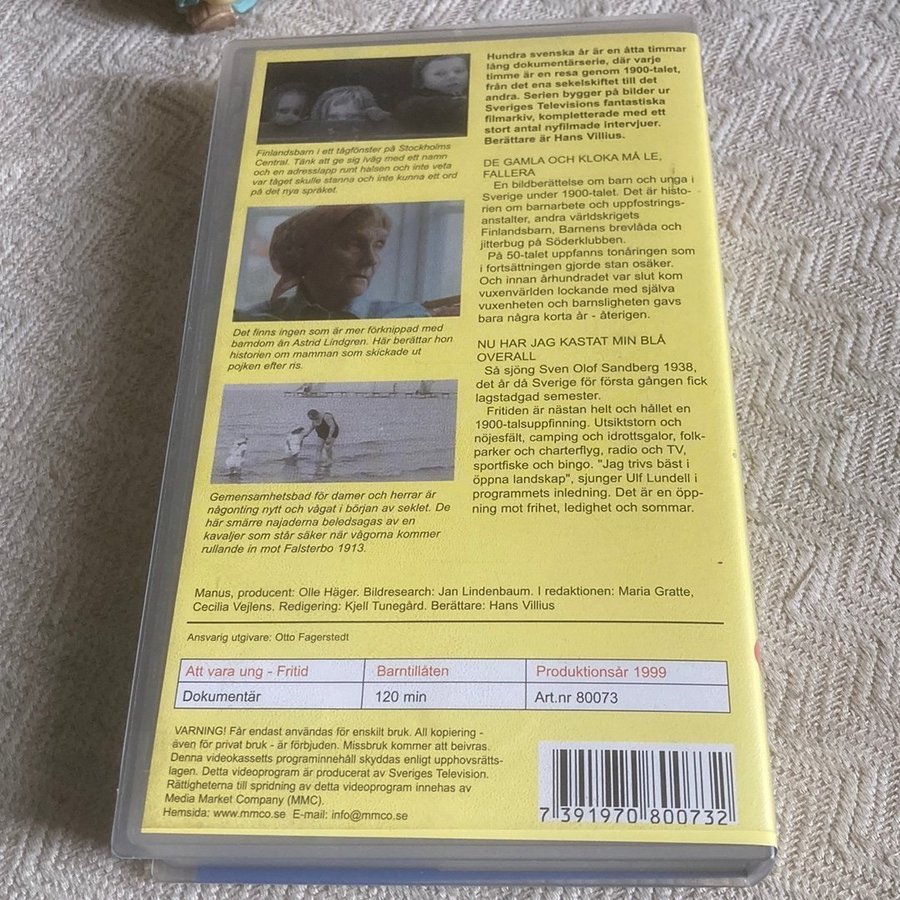 Finlandsbarn i ett tågfönster på Stockholms
Central. Tänk att ge sig iväg med ett namn
och en adresslapp runt halsen och inte veta
var tåget skulle stanna och inte kunna ett ord
på det nya språket.
Det finns ingen som är mer förknippad med
barndom än Astrid Lindgren. Här berättar hon
historien om mamman som skickade ut
pojken efter ris.
Gemensamhetsbad för damer och herrar är
någonting nytt och vågat i början av seklet. De
här smärre najaderna beledsagas av en
kavaljer som står säker när vågorna kommer
rullande in mot Falsterbo 1913.
Hundra svenska år är en åtta timmar
lång dokumentärserie, där varje
timme är en resa genom 1900-talet,
från det ena sekelskiftet till det
andra. Serien bygger på bilder ur
Sveriges Televisions fantastiska
filmarkiv, kompletterade med ett
stort antal nyfilmade intervjuer.
Berättare är Hans Villius.
DE GAMLA OCH KLOKA MÅ LE,
FALLERA
En bildberättelse om barn och unga i
Sverige under 1900-talet. Det är histo-
rien om barnarbete och uppfostrings-
anstalter, andra världskrigets
Finlandsbarn, Barnens brevlåda och
jitterbug på Söderklubben.
På 50-talet uppfanns tonåringen som
i fortsättningen gjorde stan osäker.
Och innan århundradet var slut kom
vuxenvärlden lockande med själva
vuxenheten och barnsligheten gavs
bara några korta år - återigen.
NU HAR JAG KASTAT MIN BLÅ
OVERALL
Så sjöng Sven Olof Sandberg 1938,
det år då Sverige för första gången fick
lagstadgad semester.
Fritiden är nästan helt och hållet en
1900-talsuppfinning. Utsiktstorn och
nöjesfält, camping och idrottsgalor, folk-
parker och charterflyg, radio och TV,
sportfiske och bingo. "Jag trivs bäst i
öppna landskap", sjunger Ulf Lundell i
programmets inledning. Det är en öpp-
ning mot frihet, ledighet och sommar.
Manus, producent: Olle Häger. Bildresearch: Jan Lindenbaum. I redaktionen: Maria Gratte,
Cecilia Vejlens. Redigering: Kjell Tunegård. Berättare: Hans Villius
Ansvarig utgivare: Otto Fagerstedt
Att vara ung - Fritid Barntillåten Produktionsår 1999
Dokumentär 120 min Art.nr 80073
VARNING! Får endast användas för enskilt bruk. All kopiering -
även för privat bruk - är förbjuden. Missbruk kommer att beivras.
Denna videokassetts programinnehåll skyddas enligt upphovsrätts-
lagen. Detta videoprogram är producerat av Sveriges Television.
Rättigheterna till spridning av detta videoprogram innehas av
Media Market Company (MMC).
Hemsida: www.mmco.se E-mail: info@mmco.se
7 391970 800732